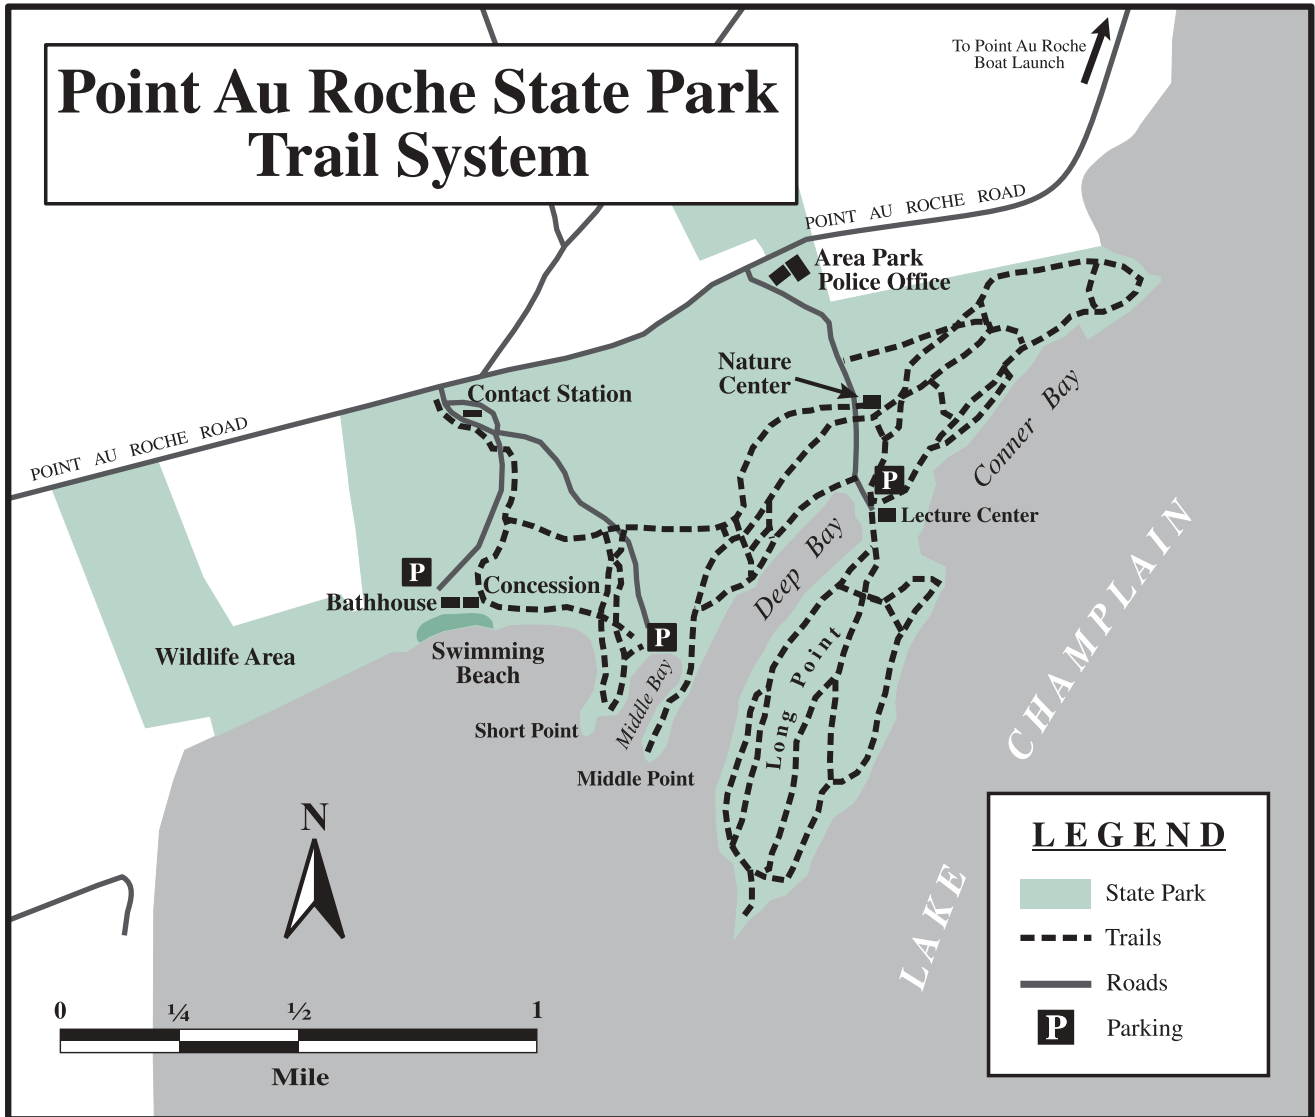 Point Au Roche State Park
Trail System
To Point Au Roche
Boat Launch
POINT AU ROCHE ROAD
Area Park
Police Office
Nature
Center
Contact Station
POINT AU ROCHE ROAD
Conner Bay
P
Lecture Center
Deep Bay
P
Concession
Bathhouse
P
Wildlife Area
Swimming
Beach
Long Point
Middle Bay
Short Point
Middle Point
LAKE CHAMPLAIN
N
LEGEND
State Park
Trails
Roads
P Parking
0 ¼ ½ 1
Mile